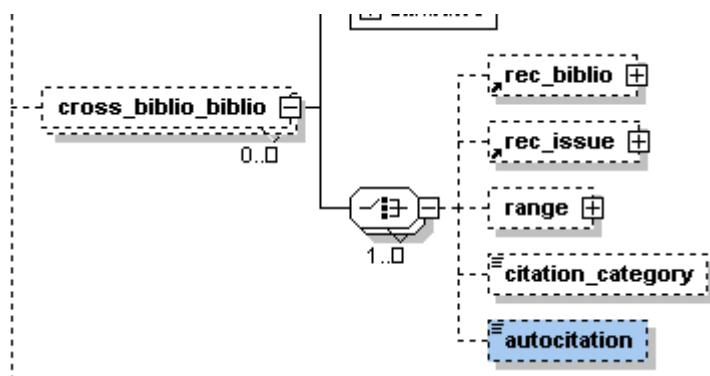 cross_biblio_biblio
0..
rec_biblio
rec_issue
range
1..
citation_category
autocitation